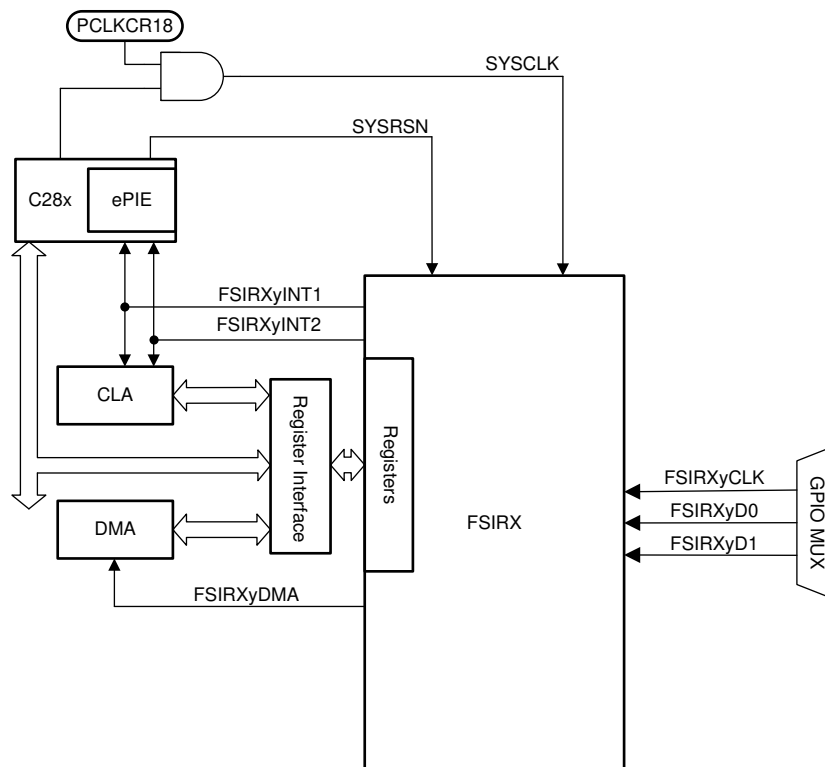 PCLKCR18
SYSCLK
SYSRSN
C28x
ePIE
FSIRXyINT1
FSIRXyINT2
CLA
Register Interface
Registers
FSIRXyCLK
FSIRX
FSIRXyD0
GPIO MUX
DMA
FSIRXyD1
FSIRXyDMA